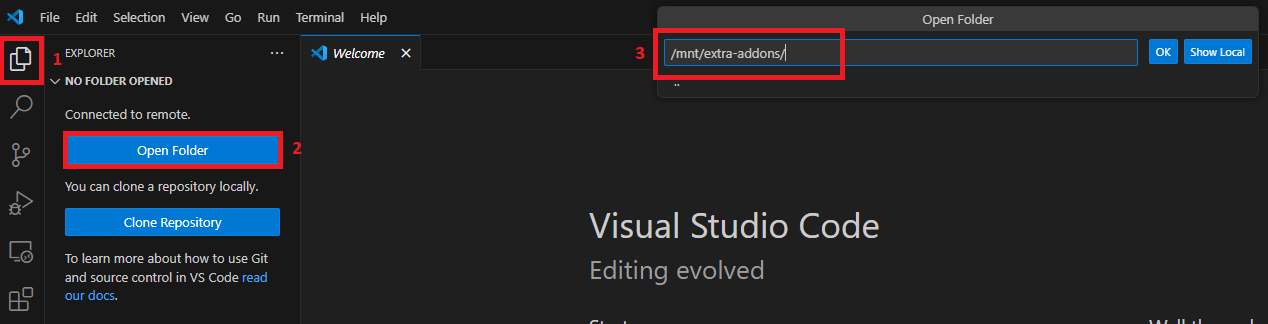 File Edit Selection View Go Run Terminal Help
Open Folder
1
EXPLORER
···
NO FOLDER OPENED
Connected to remote.
Open Folder
2
You can clone a repository locally.
Clone Repository
To learn more about how to use Git
and source control in VS Code read
our docs.
Welcome
3
/mnt/extra-addons/
OK
Show Local
..
Visual Studio Code
Editing evolved